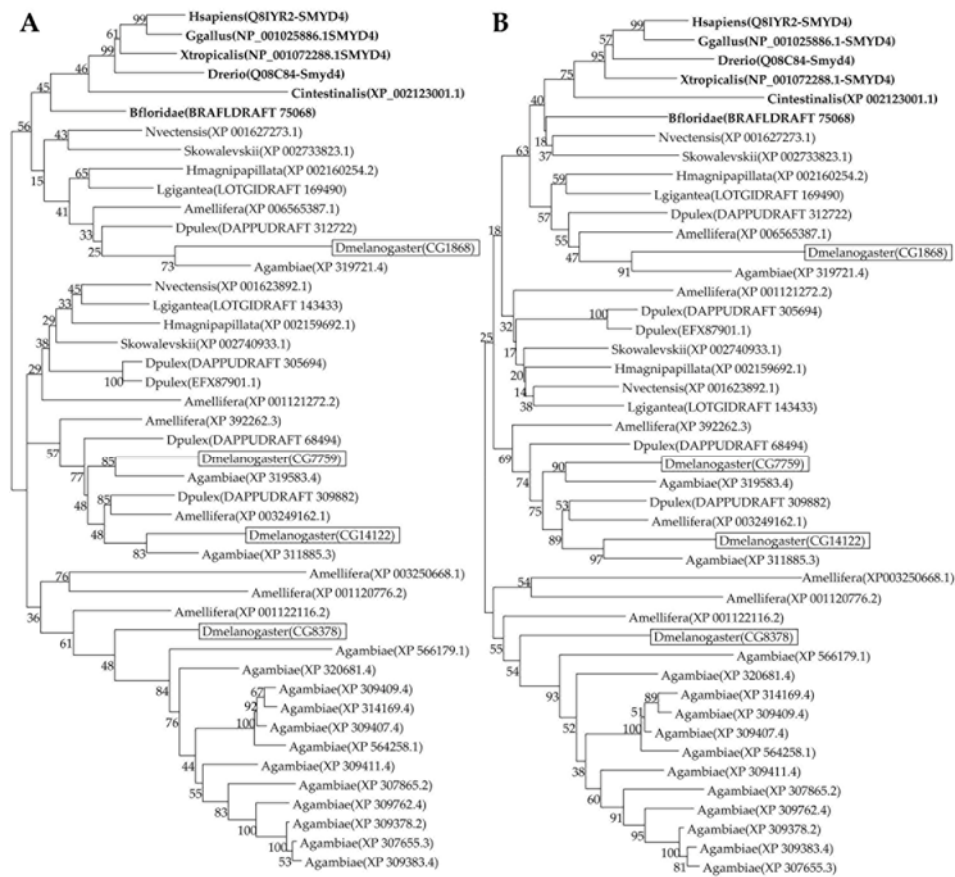 A
Hsapiens(Q8IYR2-SMYD4)
99
Ggallus(NP_001025886.1SMYD4)
61
Xtropicalis(NP_001072288.1SMYD4)
99
Drerio(Q08C84-Smyd4)
46
Cintestinalis(XP_002123001.1)
45
Bfloridae(BRAFLDRAFT 75068)
56
Nvectensis(XP 001627273.1)
43
Skowalevskii(XP 002733823.1)
15
Hmagnipapillata(XP 002160254.2)
65
Lgigantea(LOTGIDRAFT 169490)
41
Amellifera(XP 006565387.1)
33
Dpulex(DAPPUDRAFT 312722)
25
Dmelanogaster(CG1868)
73
Agambiae(XP 319721.4)
Nvectensis(XP 001623892.1)
45
Lgigantea(LOTGIDRAFT 143433)
33
Hmagnipapillata(XP 002159692.1)
29
Skowalevskii(XP 002740933.1)
38
Dpulex(DAPPUDRAFT 305694)
29
100
Dpulex(EFX87901.1)
Amellifera(XP 001121272.2)
Amellifera(XP 392262.3)
57
Dpulex(DAPPUDRAFT 68494)
85
Dmelanogaster(CG7759)
77
Agambiae(XP 319583.4)
48
85
Dpulex(DAPPUDRAFT 309882)
Amellifera(XP 003249162.1)
48
Dmelanogaster(CG14122)
83
Agambiae(XP 311885.3)
76
Amellifera(XP 003250668.1)
Amellifera(XP 001120776.2)
36
Amellifera(XP 001122116.2)
61
Dmelanogaster(CG8378)
48
Agambiae(XP 566179.1)
84
Agambiae(XP 320681.4)
76
67
Agambiae(XP 309409.4)
92
Agambiae(XP 314169.4)
100
Agambiae(XP 309407.4)
Agambiae(XP 564258.1)
44
Agambiae(XP 309411.4)
55
Agambiae(XP 307865.2)
83
Agambiae(XP 309762.4)
100
Agambiae(XP 309378.2)
100
Agambiae(XP 307655.3)
53
Agambiae(XP 309383.4)
B
Hsapiens(Q8IYR2-SMYD4)
99
Ggallus(NP_001025886.1-SMYD4)
57
Drerio(Q08C84-Smyd4)
95
Xtropicalis(NP_001072288.1-SMYD4)
75
Cintestinalis(XP 002123001.1)
40
Bfloridae(BRAFLDRAFT 75068)
Nvectensis(XP 001627273.1)
18
37
Skowalevskii(XP 002733823.1)
63
Hmagnipapillata(XP 002160254.2)
59
Lgigantea(LOTGIDRAFT 169490)
57
Dpulex(DAPPUDRAFT 312722)
55
Amellifera(XP 006565387.1)
18
47
Dmelanogaster(CG1868)
91
Agambiae(XP 319721.4)
Amellifera(XP 001121272.2)
32
100
Dpulex(DAPPUDRAFT 305694)
25
Dpulex(EFX87901.1)
17
Skowalevskii(XP 002740933.1)
20
Hmagnipapillata(XP 002159692.1)
14
Nvectensis(XP 001623892.1)
38
Lgigantea(LOTGIDRAFT 143433)
Amellifera(XP 392262.3)
69
Dpulex(DAPPUDRAFT 68494)
90
Dmelanogaster(CG7759)
74
Agambiae(XP 319583.4)
75
53
Dpulex(DAPPUDRAFT 309882)
Amellifera(XP 003249162.1)
89
Dmelanogaster(CG14122)
97
Agambiae(XP 311885.3)
54
Amellifera(XP003250668.1)
Amellifera(XP 001120776.2)
Amellifera(XP 001122116.2)
55
Dmelanogaster(CG8378)
54
Agambiae(XP 566179.1)
93
Agambiae(XP 320681.4)
89
Agambiae(XP 314169.4)
51
Agambiae(XP 309409.4)
52
100
Agambiae(XP 309407.4)
Agambiae(XP 564258.1)
38
Agambiae(XP 309411.4)
60
Agambiae(XP 307865.2)
91
Agambiae(XP 309762.4)
95
Agambiae(XP 309378.2)
100
Agambiae(XP 309383.4)
81
Agambiae(XP 307655.3)